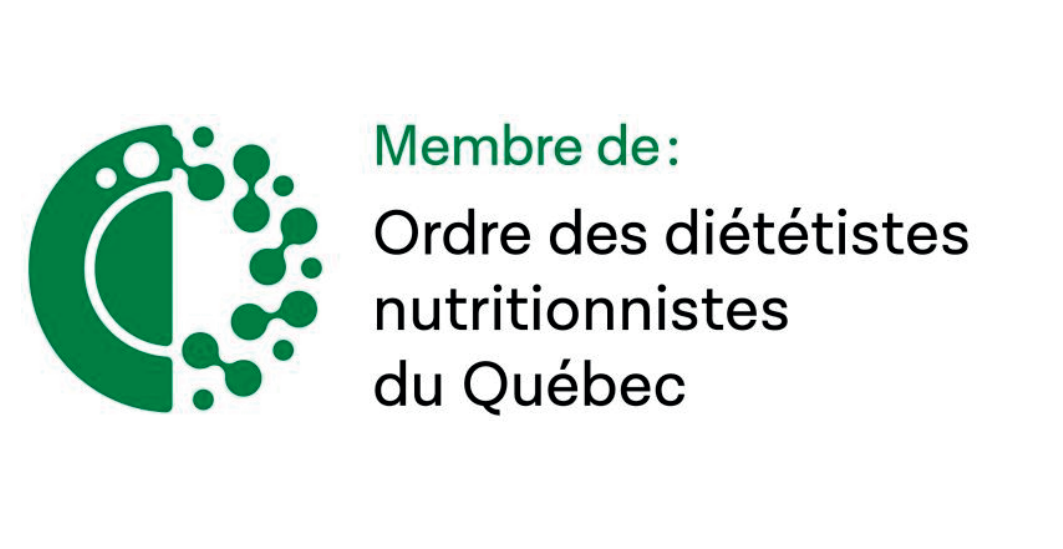 Membre de:
Ordre des diététistes
nutritionnistes
du Québec